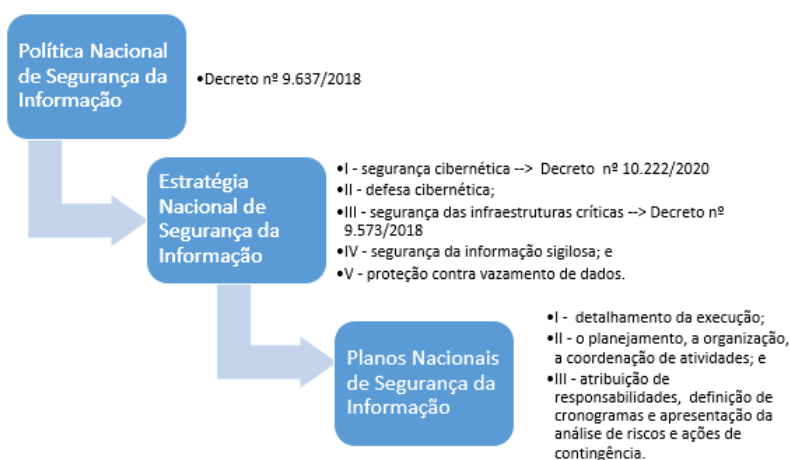 Política Nacional
de Segurança da
Informação
•Decreto nº 9.637/2018
Estratégia
Nacional de
Segurança da
Informação
•I - segurança cibernética --> Decreto nº 10.222/2020
•II - defesa cibernética;
•III - segurança das infraestruturas críticas --> Decreto nº
9.573/2018
•IV - segurança da informação sigilosa; e
•V - proteção contra vazamento de dados.
Planos Nacionais
de Segurança da
Informação
•I - detalhamento da execução;
•II - o planejamento, a organização,
a coordenação de atividades; e
•III - atribuição de
responsabilidades, definição de
cronogramas e apresentação da
análise de riscos e ações de
contingência.